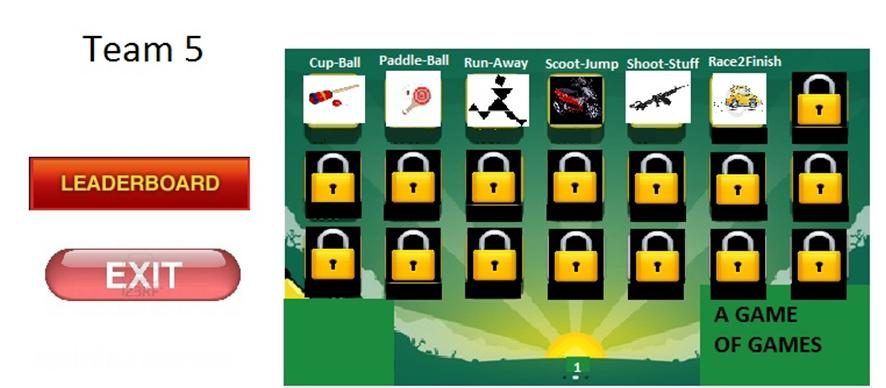 Team 5
Cup-Ball Paddle-Ball Run-Away Scoot-Jump Shoot-Stuff Race2Finish
LEADERBOARD
EXIT
123RF
A GAME
OF GAMES
1